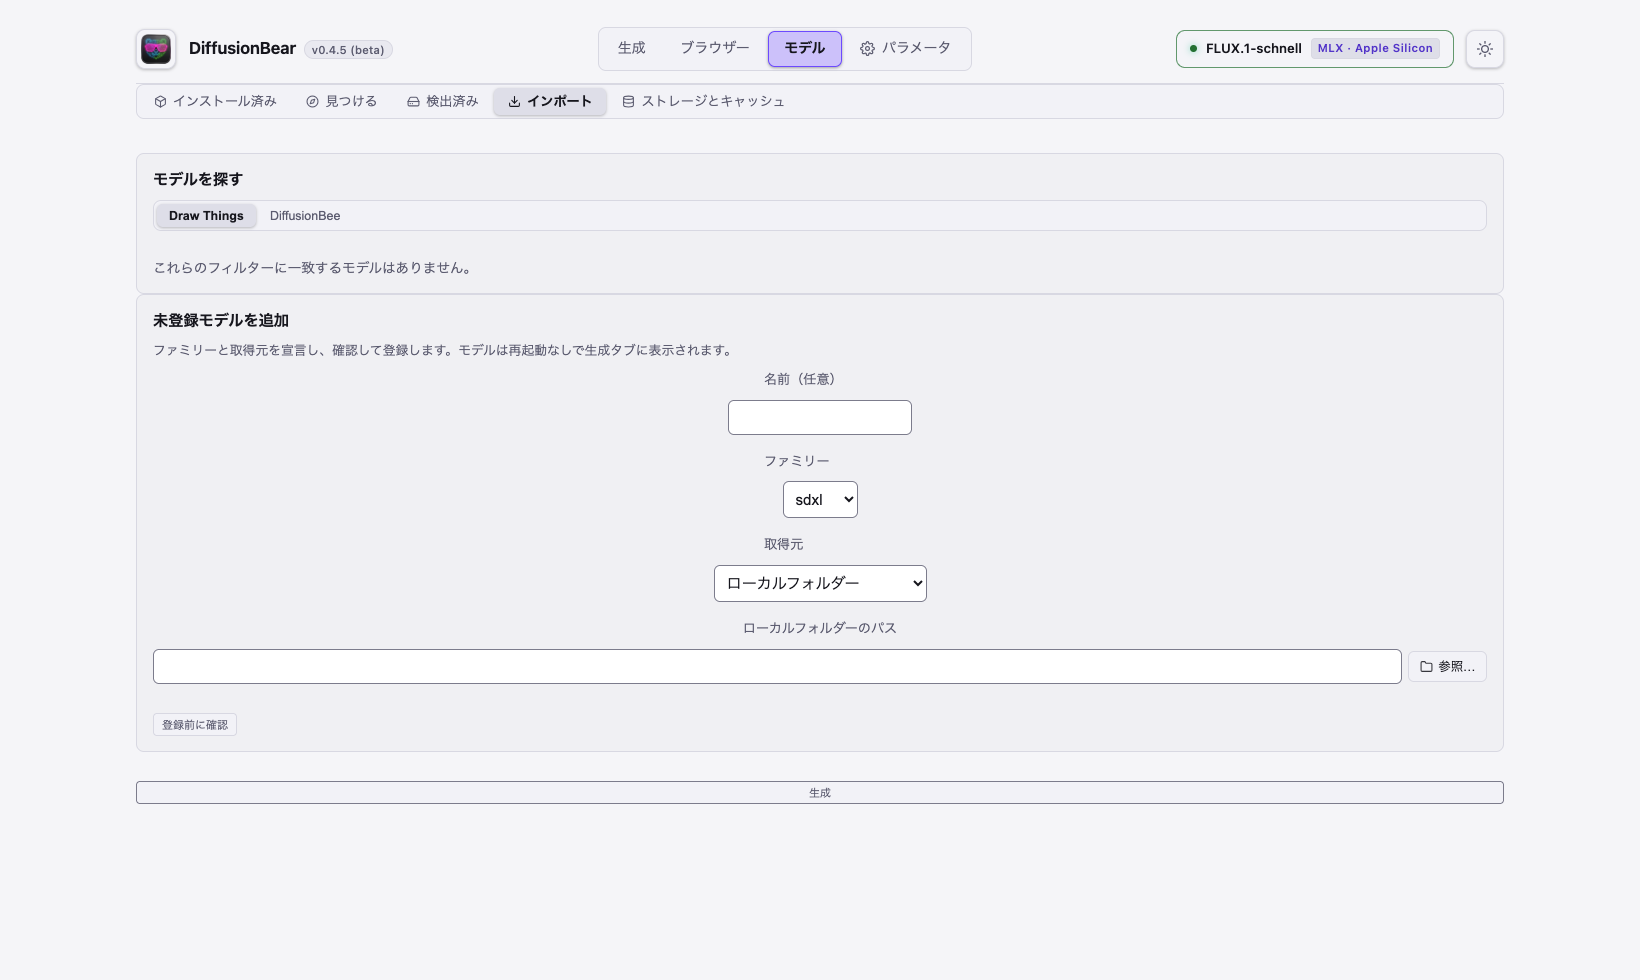 DiffusionBear v0.4.5 (beta)
生成 ブラウザー モデル パラメータ
FLUX.1-schnell MLX · Apple Silicon
インストール済み 見つける 検出済み インポート ストレージとキャッシュ
モデルを探す
Draw Things DiffusionBee
これらのフィルターに一致するモデルはありません。
未登録モデルを追加
ファミリーと取得元を宣言し、確認して登録します。モデルは再起動なしで生成タブに表示されます。
名前（任意）
ファミリー
sdxl
取得元
ローカルフォルダー
ローカルフォルダーのパス
参照...
登録前に確認
生成